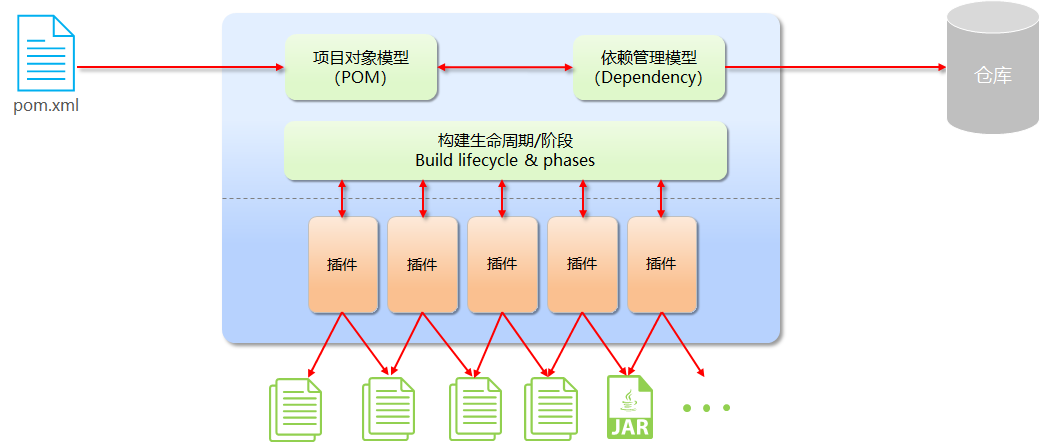 pom.xml
项目对象模型
（POM）
依赖管理模型
（Dependency）
仓库
构建生命周期/阶段
Build lifecycle & phases
插件
插件
插件
插件
插件
JAR